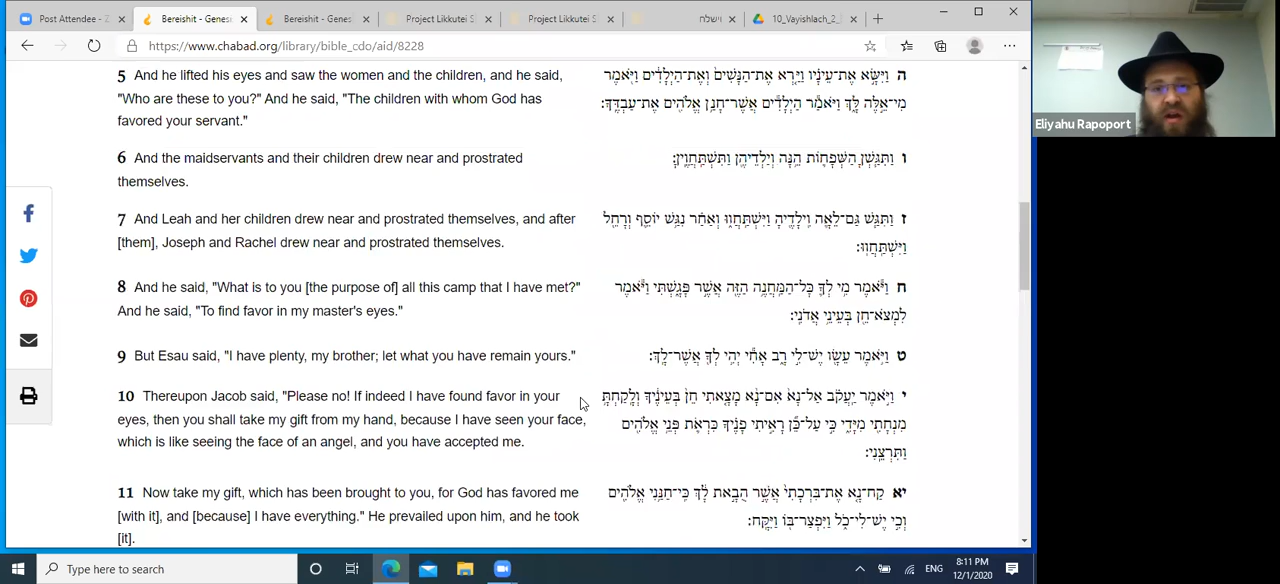 Post Attendee - Z
Bereishit - Genesi
Bereishit - Genes
Project Likkutei S
Project Likkutei S
וישלח
10_Vayishlach_2_
https://www.chabad.org/library/bible_cdo/aid/8228
5 And he lifted his eyes and saw the women and the children, and he said,
"Who are these to you?" And he said, "The children with whom God has
favored your servant."
ה וַיִּשָּׂא אֶת־עֵינָיו וַיַּרְא אֶת־הַנָּשִׁים וְאֶת־הַיְלָדִים וַיֹּאמֶר
מִי־אֵלֶּה לָּךְ וַיֹּאמַר הַיְלָדִים אֲשֶׁר־חָנַן אֱלֹהִים אֶת־עַבְדֶּךָ:
6 And the maidservants and their children drew near and prostrated
themselves.
ו וַתִּגַּשְׁןָ הַשְּׁפָחוֹת הֵנָּה וְיַלְדֵיהֶן וַתִּשְׁתַּחֲוֶיןָ:
7 And Leah and her children drew near and prostrated themselves, and after
[them], Joseph and Rachel drew near and prostrated themselves.
ז וַתִּגַּשׁ גַּם־לֵאָה וִילָדֶיהָ וַיִּשְׁתַּחֲווּ וְאַחַר נִגַּשׁ יוֹסֵף וְרָחֵל
וַיִּשְׁתַּחֲווּ:
8 And he said, "What is to you [the purpose of] all this camp that I have met?"
And he said, "To find favor in my master's eyes."
ח וַיֹּאמֶר מִי לְךָ כָּל־הַמַּחֲנֶה הַזֶּה אֲשֶׁר פָּגָשְׁתִּי וַיֹּאמֶר
לִמְצֹא־חֵן בְּעֵינֵי אֲדֹנִי:
9 But Esau said, "I have plenty, my brother; let what you have remain yours."
ט וַיֹּאמֶר עֵשָׂו יֶשׁ־לִי רָב אָחִי יְהִי לְךָ אֲשֶׁר־לָךְ:
10 Thereupon Jacob said, "Please no! If indeed I have found favor in your
eyes, then you shall take my gift from my hand, because I have seen your face,
which is like seeing the face of an angel, and you have accepted me.
י וַיֹּאמֶר יַעֲקֹב אַל־נָא אִם־נָא מָצָאתִי חֵן בְּעֵינֶיךָ וְלָקַחְתָּ
מִנְחָתִי מִיָּדִי כִּי עַל־כֵּן רָאִיתִי פָנֶיךָ כִּרְאֹת פְּנֵי אֱלֹהִים
וַתִּרְצֵנִי:
11 Now take my gift, which has been brought to you, for God has favored me
[with it], and [because] I have everything." He prevailed upon him, and he took
[it].
יא קַח־נָא אֶת־בִּרְכָתִי אֲשֶׁר הֻבָאת לָךְ כִּי־חַנַּנִי אֱלֹהִים
וְכִי יֶשׁ־לִי־כֹל וַיִּפְצַר־בּוֹ וַיִּקָּח:
Eliyahu Rapoport
Type here to search
ENG
8:11 PM
12/1/2020